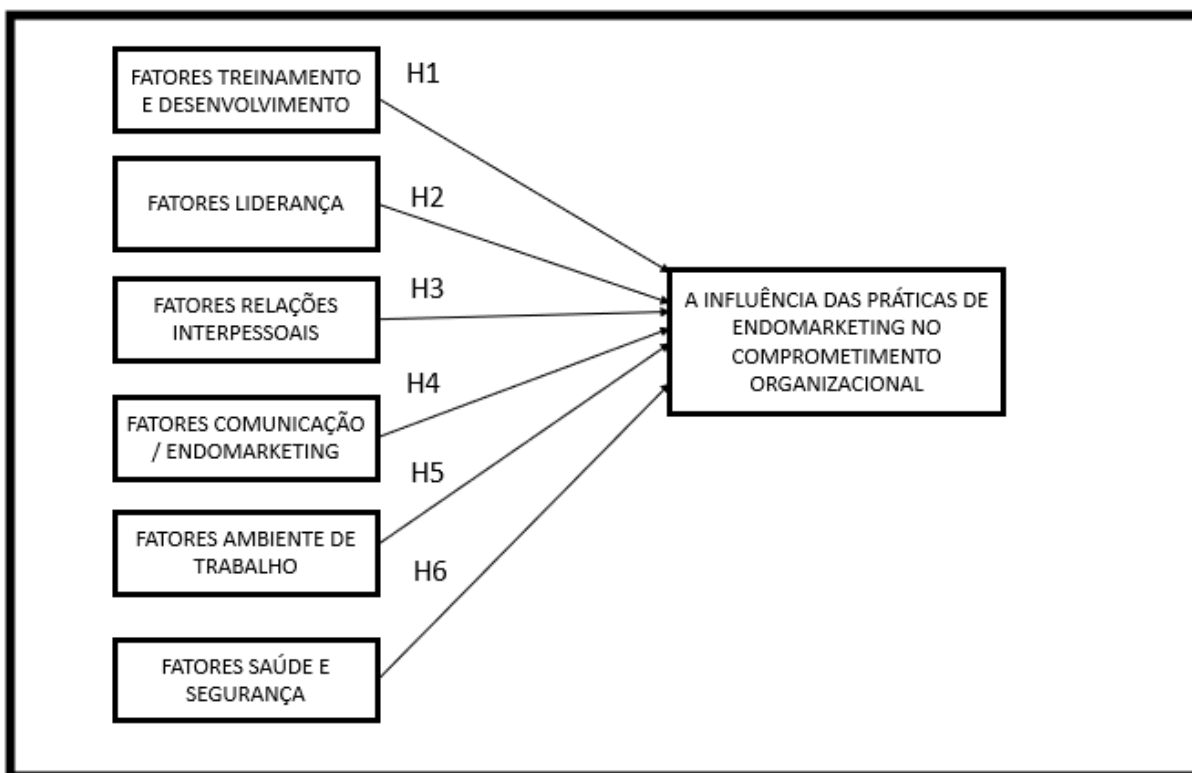 FATORES TREINAMENTO
E DESENVOLVIMENTO
H1
FATORES LIDERANÇA
H2
FATORES RELAÇÕES
INTERPESSOAIS
H3
FATORES COMUNICAÇÃO
/ ENDOMARKETING
H4
FATORES AMBIENTE DE
TRABALHO
H5
FATORES SAÚDE E
SEGURANÇA
H6
A INFLUÊNCIA DAS PRÁTICAS DE
ENDOMARKETING NO
COMPROMETIMENTO
ORGANIZACIONAL